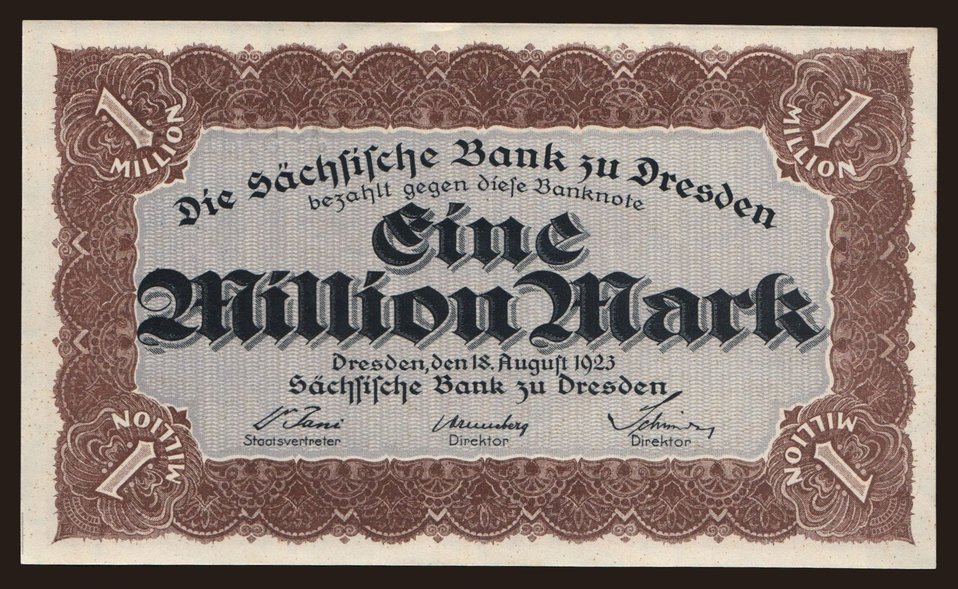 1 MILLION
1 MILLION
Die Sächsische Bank zu Dresden
bezahlt gegen diese Banknote
Eine
Million Mark
Dresden, den 18. August 1923
Sächsische Bank zu Dresden
Staatsvertreter Direktor Direktor
1 MILLION
1 MILLION